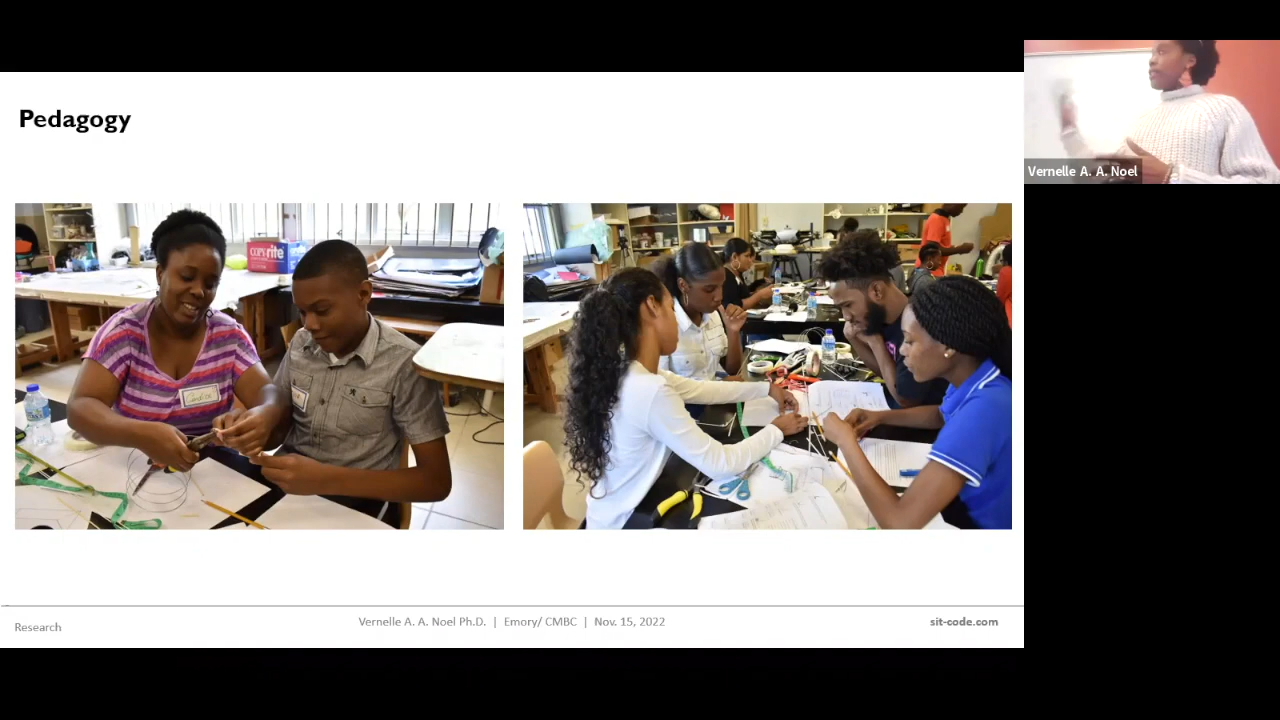 Pedagogy
COPYrite
Vernelle A. A. Noel
Research
Vernelle A. A. Noel Ph.D. | Emory/ CMBC | Nov. 15, 2022
sit-code.com